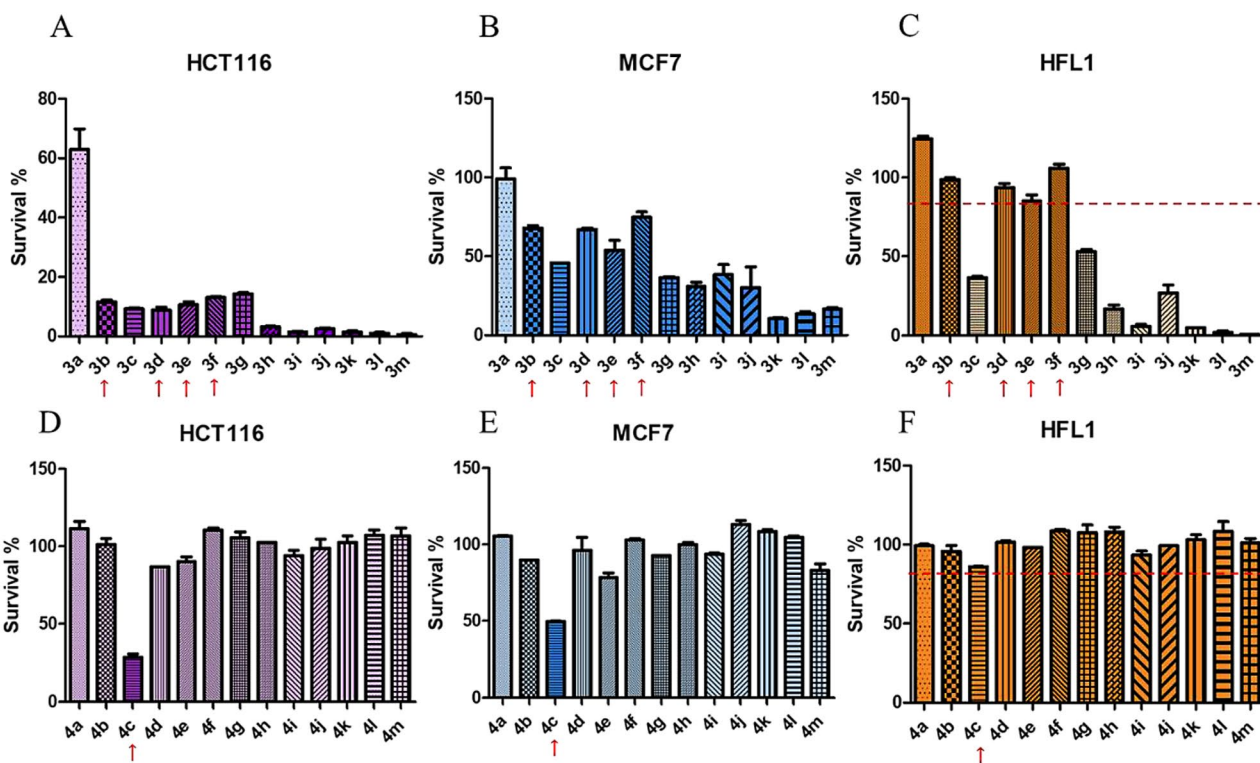 A
HCT116
Survival %
80
60
40
20
0
3a 3b 3c 3d 3e 3f 3g 3h 3i 3j 3k 3l 3m
B
MCF7
Survival %
150
100
50
0
3a 3b 3c 3d 3e 3f 3g 3h 3i 3j 3k 3l 3m
C
HFL1
Survival %
150
100
50
0
3a 3b 3c 3d 3e 3f 3g 3h 3i 3j 3k 3l 3m
D
HCT116
Survival %
150
100
50
0
4a 4b 4c 4d 4e 4f 4g 4h 4i 4j 4k 4l 4m
E
MCF7
Survival %
150
100
50
0
4a 4b 4c 4d 4e 4f 4g 4h 4i 4j 4k 4l 4m
F
HFL1
Survival %
150
100
50
0
4a 4b 4c 4d 4e 4f 4g 4h 4i 4j 4k 4l 4m